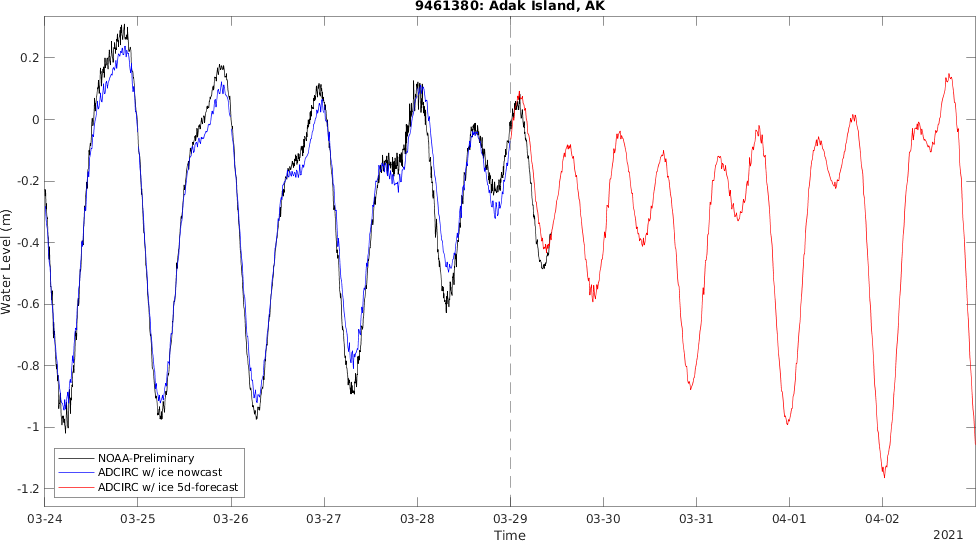 9461380: Adak Island, AK
0.2
0
-0.2
-0.4
-0.6
-0.8
-1
-1.2
Water Level (m)
NOAA-Preliminary
ADCIRC w/ ice nowcast
ADCIRC w/ ice 5d-forecast
03-24 03-25 03-26 03-27 03-28 03-29 03-30 03-31 04-01 04-02
Time
2021